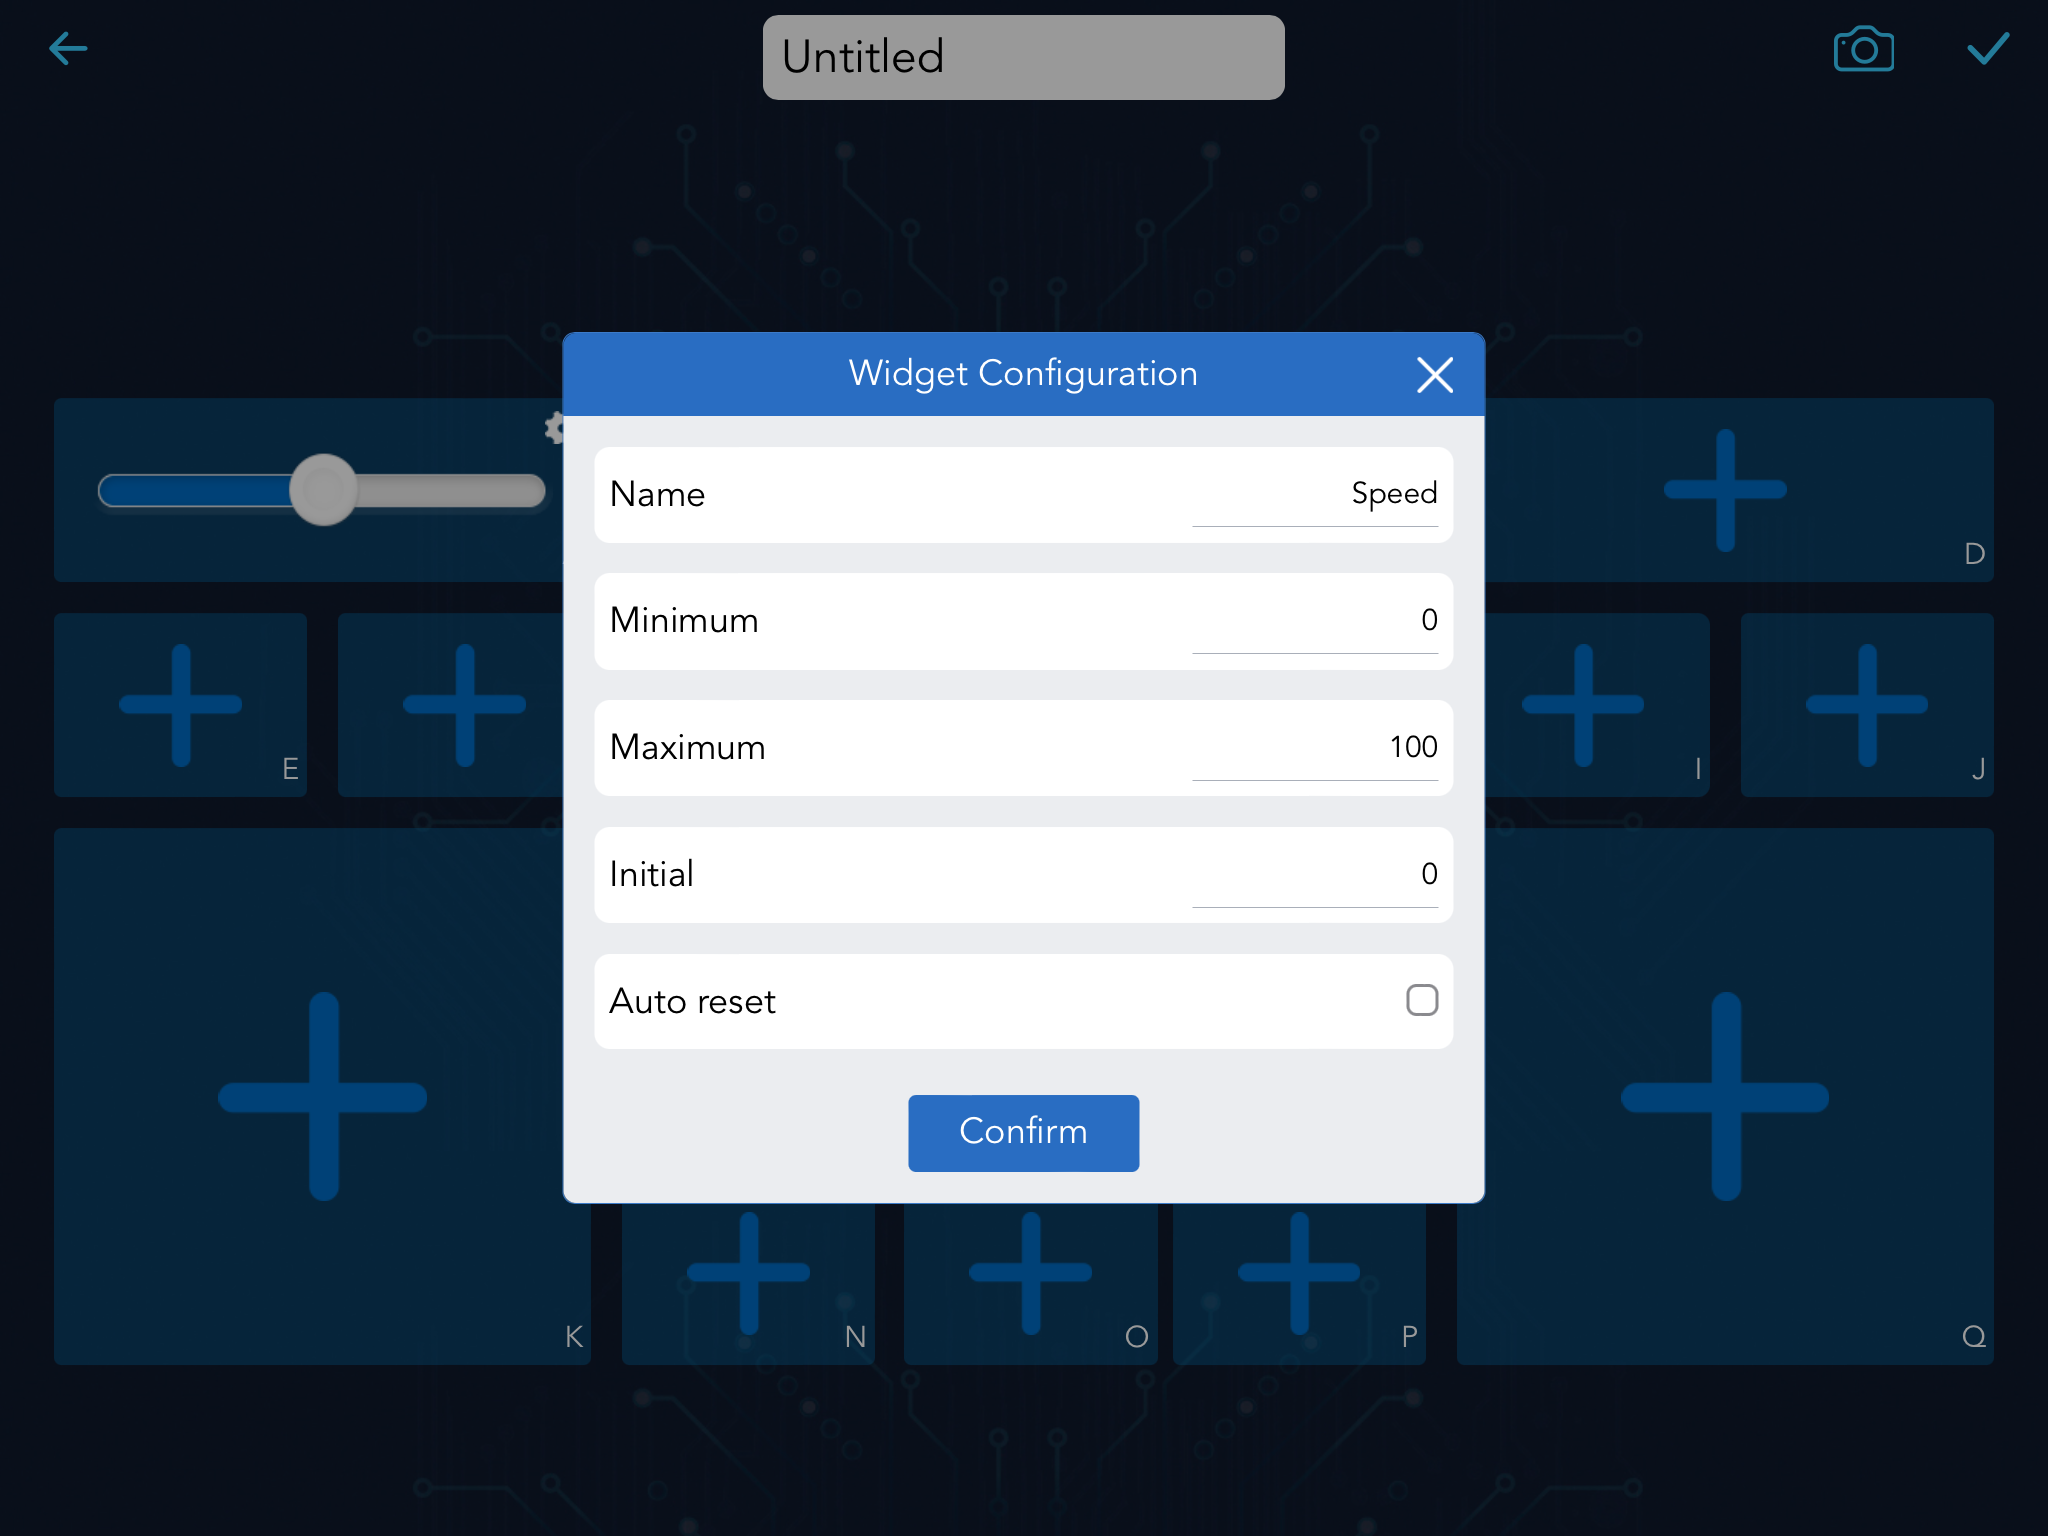 Untitled
Widget Configuration
Name Speed
Minimum 0
Maximum 100
Initial 0
Auto reset
Confirm
D
E
I
J
K
N
O
P
Q